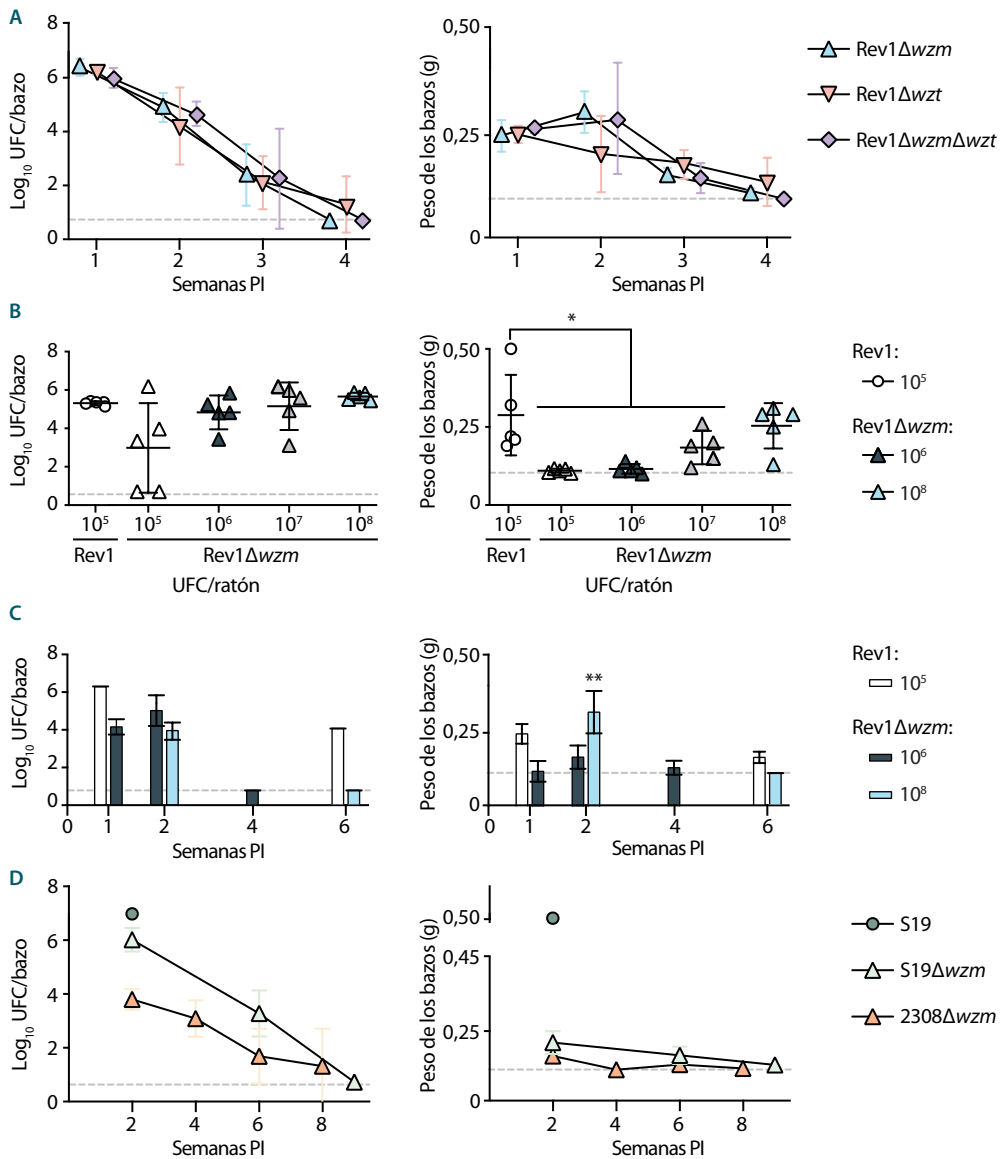 A
Log10 UFC/bazo
8
6
4
2
0
1 2 3 4
Semanas PI
Peso de los bazos (g)
0,50
0,25
0
1 2 3 4
Semanas PI
Rev1Δwzm
Rev1Δwzt
Rev1ΔwzmΔwzt
B
Log10 UFC/bazo
8
6
4
2
0
10⁵ 10⁵ 10⁶ 10⁷ 10⁸
Rev1 Rev1Δwzm
UFC/ratón
Peso de los bazos (g)
0,50
0,25
0
*
10⁵ 10⁵ 10⁶ 10⁷ 10⁸
Rev1 Rev1Δwzm
UFC/ratón
Rev1:
10⁵
Rev1Δwzm:
10⁶
10⁸
C
Log10 UFC/bazo
8
6
4
2
0
0 1 2 4 6
Semanas PI
Peso de los bazos (g)
0,50
0,25
0
**
0 1 2 4 6
Semanas PI
Rev1:
10⁵
Rev1Δwzm:
10⁶
10⁸
D
Log10 UFC/bazo
8
6
4
2
0
2 4 6 8
Semanas PI
Peso de los bazos (g)
0,50
0,45
0,25
0
2 4 6 8
Semanas PI
S19
S19Δwzm
2308Δwzm